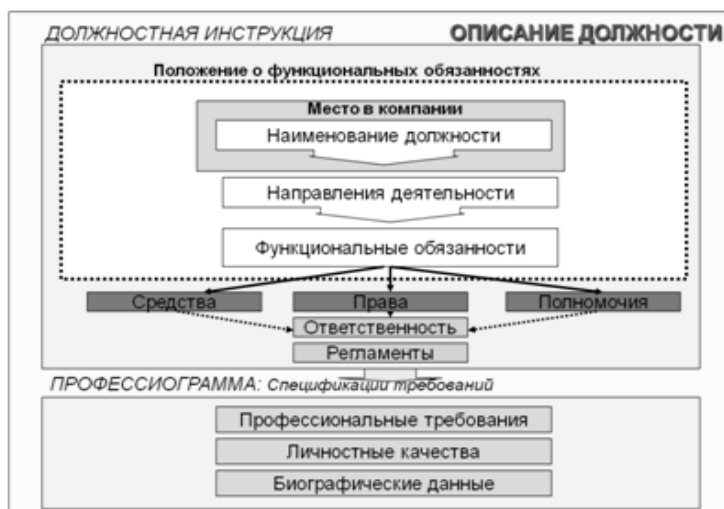 ДОЛЖНОСТНАЯ ИНСТРУКЦИЯ
ОПИСАНИЕ ДОЛЖНОСТИ
Положение о функциональных обязанностях
Место в компании
Наименование должности
Направления деятельности
Функциональные обязанности
Средства
Права
Полномочия
Ответственность
Регламенты
ПРОФЕССИОГРАММА: Спецификации требований
Профессиональные требования
Личностные качества
Биографические данные